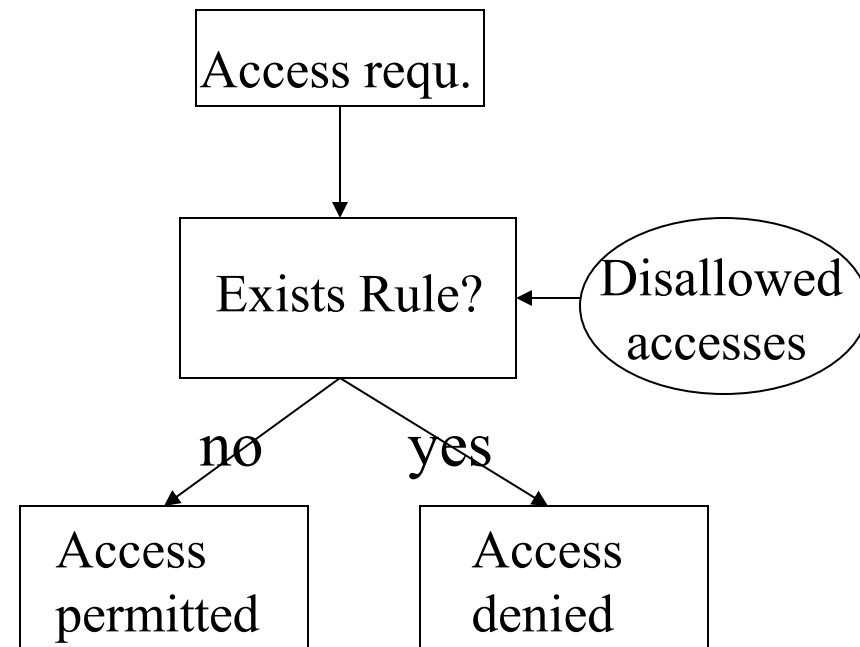 Access requ.
Exists Rule?
Disallowed
accesses
no
yes
Access
permitted
Access
denied